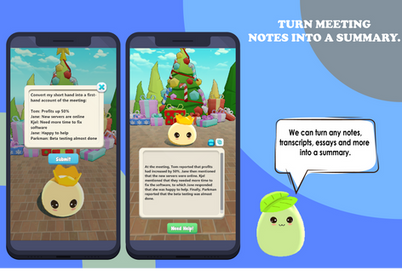 TURN MEETING
NOTES INTO A SUMMARY.
Convert my short hand into a first-
hand account of the meeting:
Tom: Profits up 50%
Jane: New servers are online
Kjel: Need more time to fix
software
Jane: Happy to help
Parkman: Beta testing almost done
Submit
At the meeting, Tom reported that profits
had increased by 50%. Jane then mentioned
that the new servers were online. Kjel
mentioned that they needed more time to
fix the software, to which Jane responded
that she was happy to help. Finally, Parkman
reported that the beta testing was almost
done.
Need Help!
We can turn any notes,
transcripts, essays and more
into a summary.